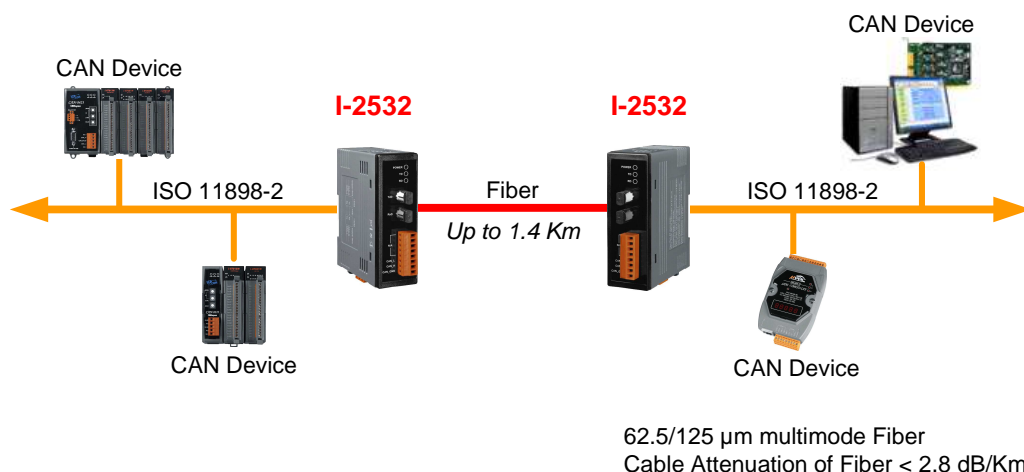 CAN Device
CAN Device
I-2532
I-2532
ISO 11898-2
Fiber
ISO 11898-2
Up to 1.4 Km
CAN Device
CAN Device
62.5/125 µm multimode Fiber
Cable Attenuation of Fiber < 2.8 dB/Km